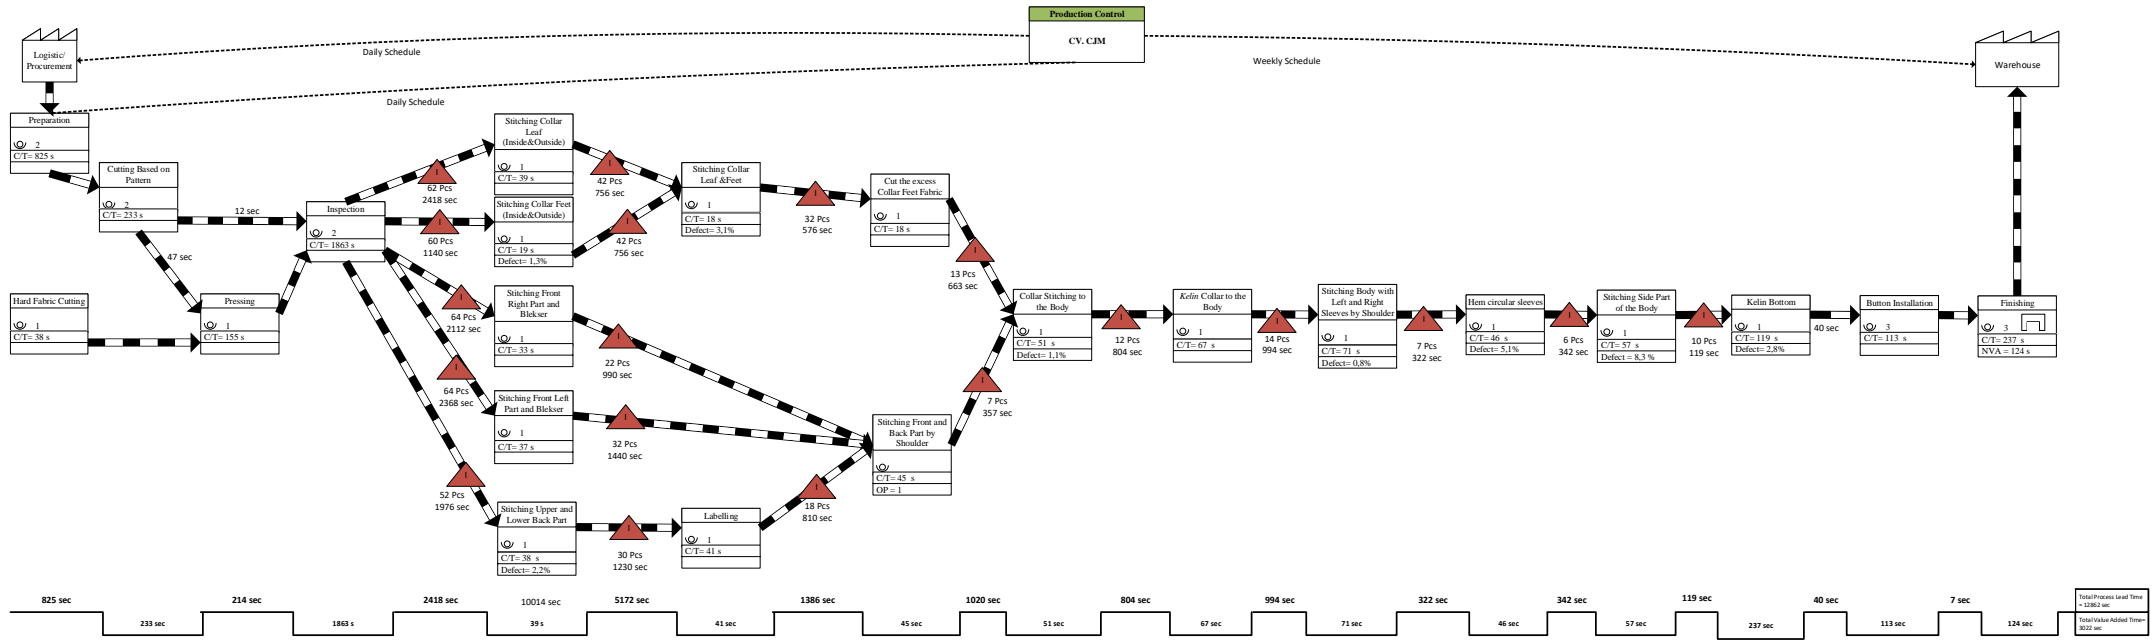 Production Control
CV. CJM
Logistic/
Procurement
Daily Schedule
Weekly Schedule
Warehouse
Daily Schedule
Preparation
2
C/T= 825 s
Cutting Based on
Pattern
2
C/T= 233 s
12 sec
47 sec
Hard Fabric Cutting
1
C/T= 38 s
Pressing
1
C/T= 155 s
Inspection
2
C/T= 1863 s
I
62 Pcs
2418 sec
I
60 Pcs
1140 sec
I
64 Pcs
2112 sec
I
64 Pcs
2368 sec
I
52 Pcs
1976 sec
Stitching Collar
Leaf
(Inside&Outside)
1
C/T= 39 s
Stitching Collar Feet
(Inside&Outside)
1
C/T= 19 s
Defect= 1,3%
Stitching Front
Right Part and
Blekser
1
C/T= 33 s
Stitching Front Left
Part and Blekser
1
C/T= 37 s
Stitching Upper and
Lower Back Part
1
C/T= 38 s
Defect= 2,2%
I
42 Pcs
756 sec
I
42 Pcs
756 sec
I
22 Pcs
990 sec
I
32 Pcs
1440 sec
I
30 Pcs
1230 sec
Stitching Collar
Leaf &Feet
1
C/T= 18 s
Defect= 3,1%
Labelling
1
C/T= 41 s
I
32 Pcs
576 sec
I
18 Pcs
810 sec
Cut the excess
Collar Feet Fabric
1
C/T= 18 s
Stitching Front and
Back Part by
Shoulder
C/T= 45 s
OP = 1
I
13 Pcs
663 sec
I
7 Pcs
357 sec
Collar Stitching to
the Body
1
C/T= 51 s
Defect= 1,1%
I
12 Pcs
804 sec
Kelin Collar to the
Body
1
C/T= 67 s
I
14 Pcs
994 sec
Stitching Body with
Left and Right
Sleeves by Shoulder
1
C/T= 71 s
Defect= 0,8%
I
7 Pcs
322 sec
Hem circular sleeves
1
C/T= 46 s
Defect= 5,1%
I
6 Pcs
342 sec
Stitching Side Part
of the Body
1
C/T= 57 s
Defect = 8,3 %
I
10 Pcs
119 sec
Kelin Bottom
1
C/T= 119 s
Defect= 2,8%
40 sec
Button Installation
3
C/T= 113 s
Finishing
3
C/T= 237 s
NVA = 124 s
825 sec
233 sec
214 sec
1863 s
2418 sec
10014 sec
39 s
5172 sec
41 sec
1386 sec
45 sec
1020 sec
51 sec
804 sec
67 sec
994 sec
71 sec
322 sec
46 sec
342 sec
57 sec
119 sec
237 sec
40 sec
113 sec
7 sec
124 sec
Total Process Lead Time
= 12862 sec
Total Value Added Time=
3022 sec